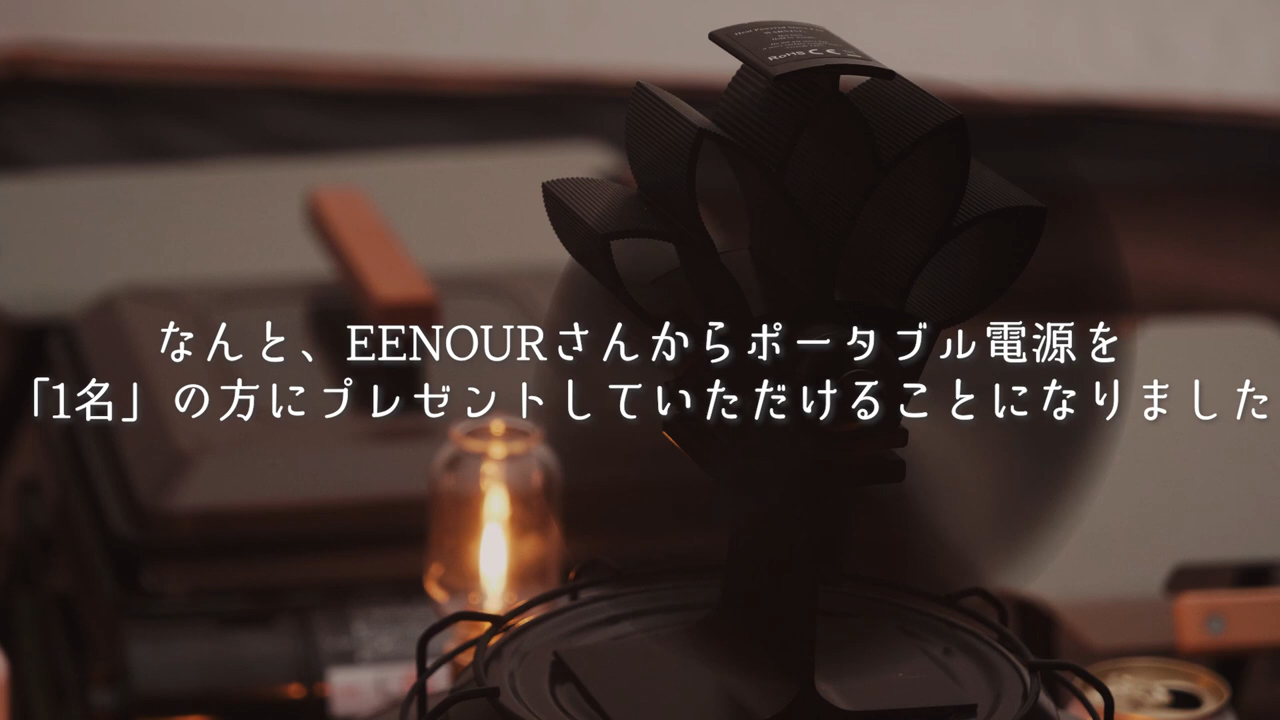 RoHS CE
なんと、EENOURさんからポータブル電源を
「1名」の方にプレゼントしていただけることになりました